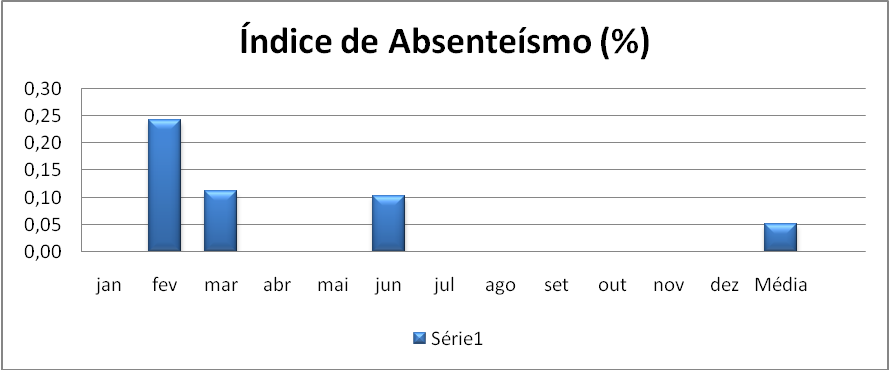 Índice de Absenteísmo (%)
0,30
0,25
0,20
0,15
0,10
0,05
0,00
jan fev mar abr mai jun jul ago set out nov dez Média
Série1